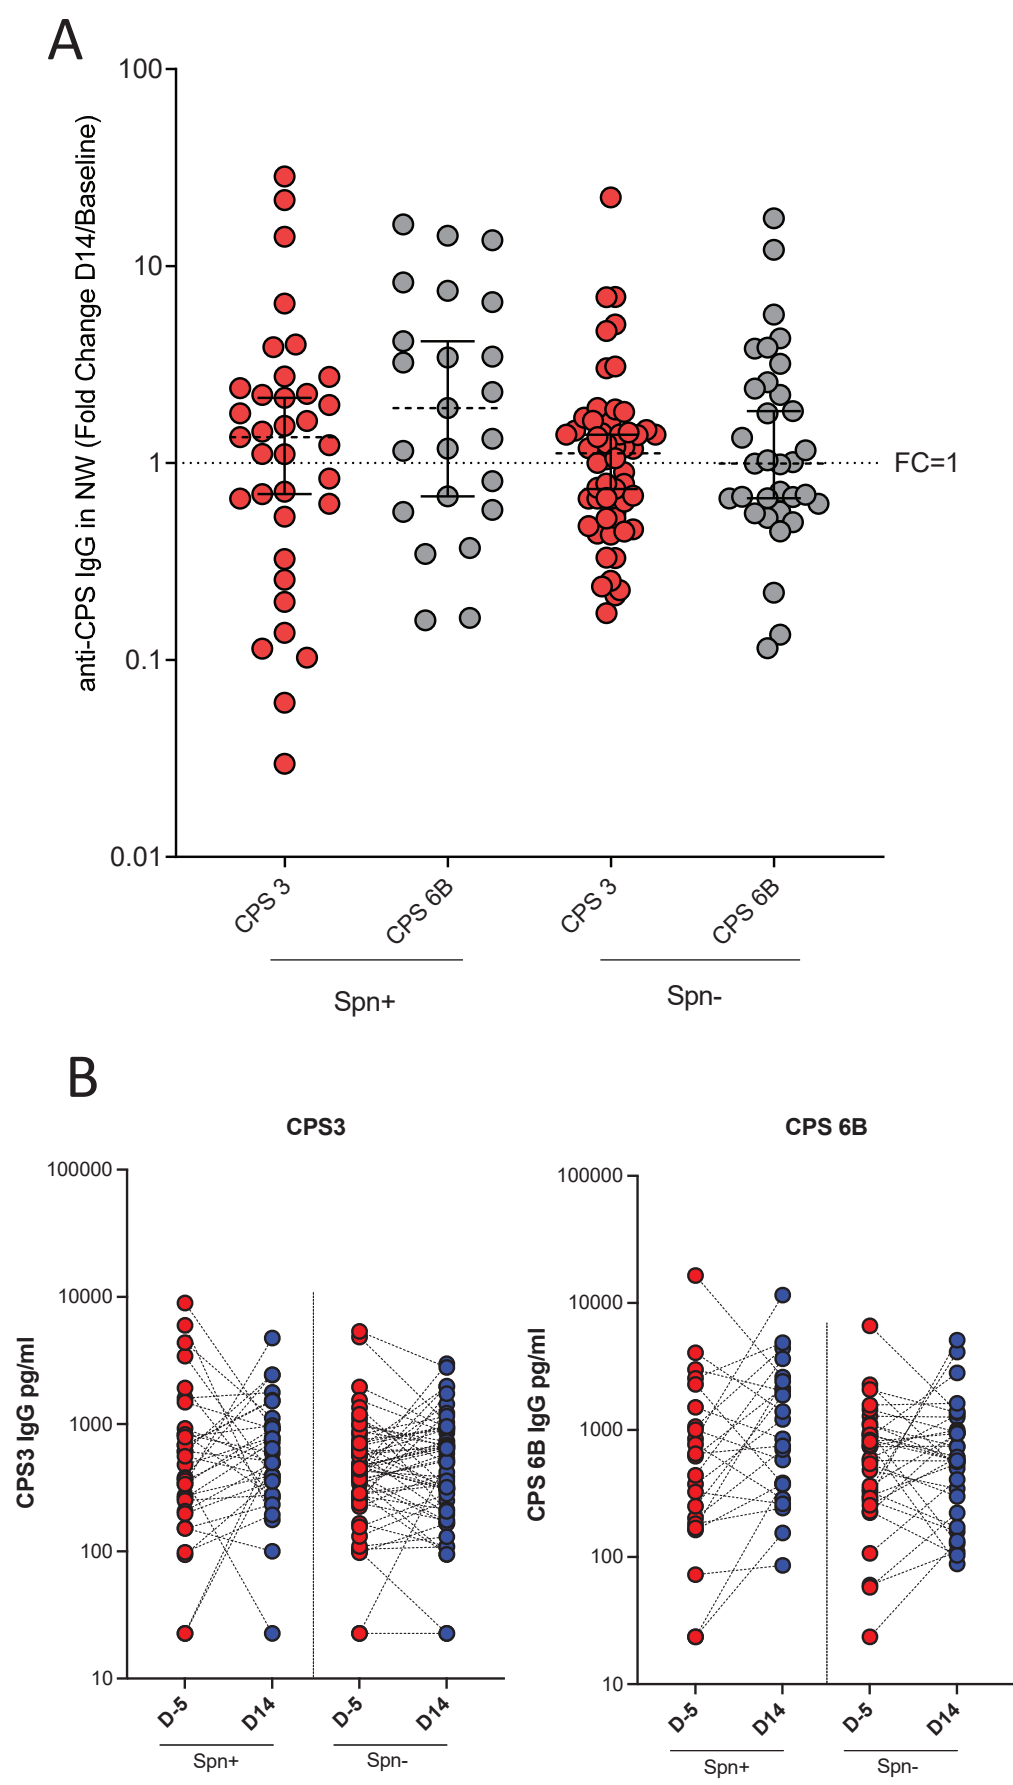 A
100
10
1
0.1
0.01
anti-CPS IgG in NW (Fold Change D14/Baseline)
FC=1
CPS 3
CPS 6B
CPS 3
CPS 6B
Spn+
Spn-
B
CPS3
100000
10000
1000
100
10
CPS3 IgG pg/ml
D-5
D14
D-5
D14
Spn+
Spn-
CPS 6B
100000
10000
1000
100
10
CPS 6B IgG pg/ml
D-5
D14
D-5
D14
Spn+
Spn-